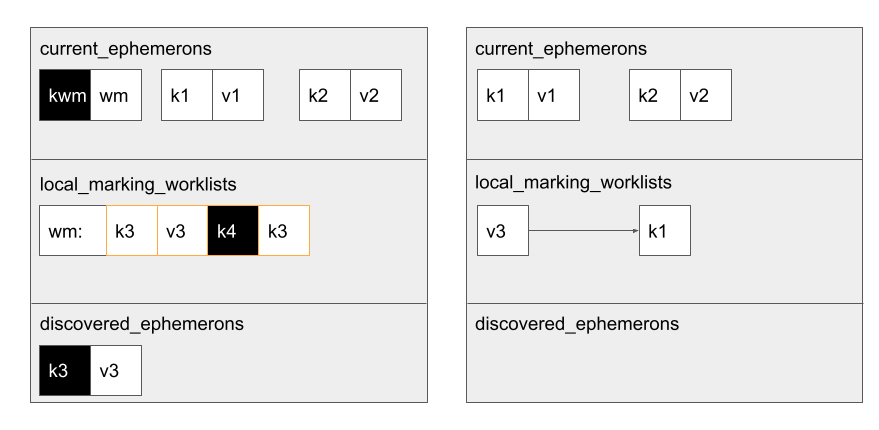 current_ephemerons
kwm wm k1 v1 k2 v2
local_marking_worklists
wm: k3 v3 k4 k3
discovered_ephemerons
k3 v3
current_ephemerons
k1 v1 k2 v2
local_marking_worklists
v3 k1
discovered_ephemerons